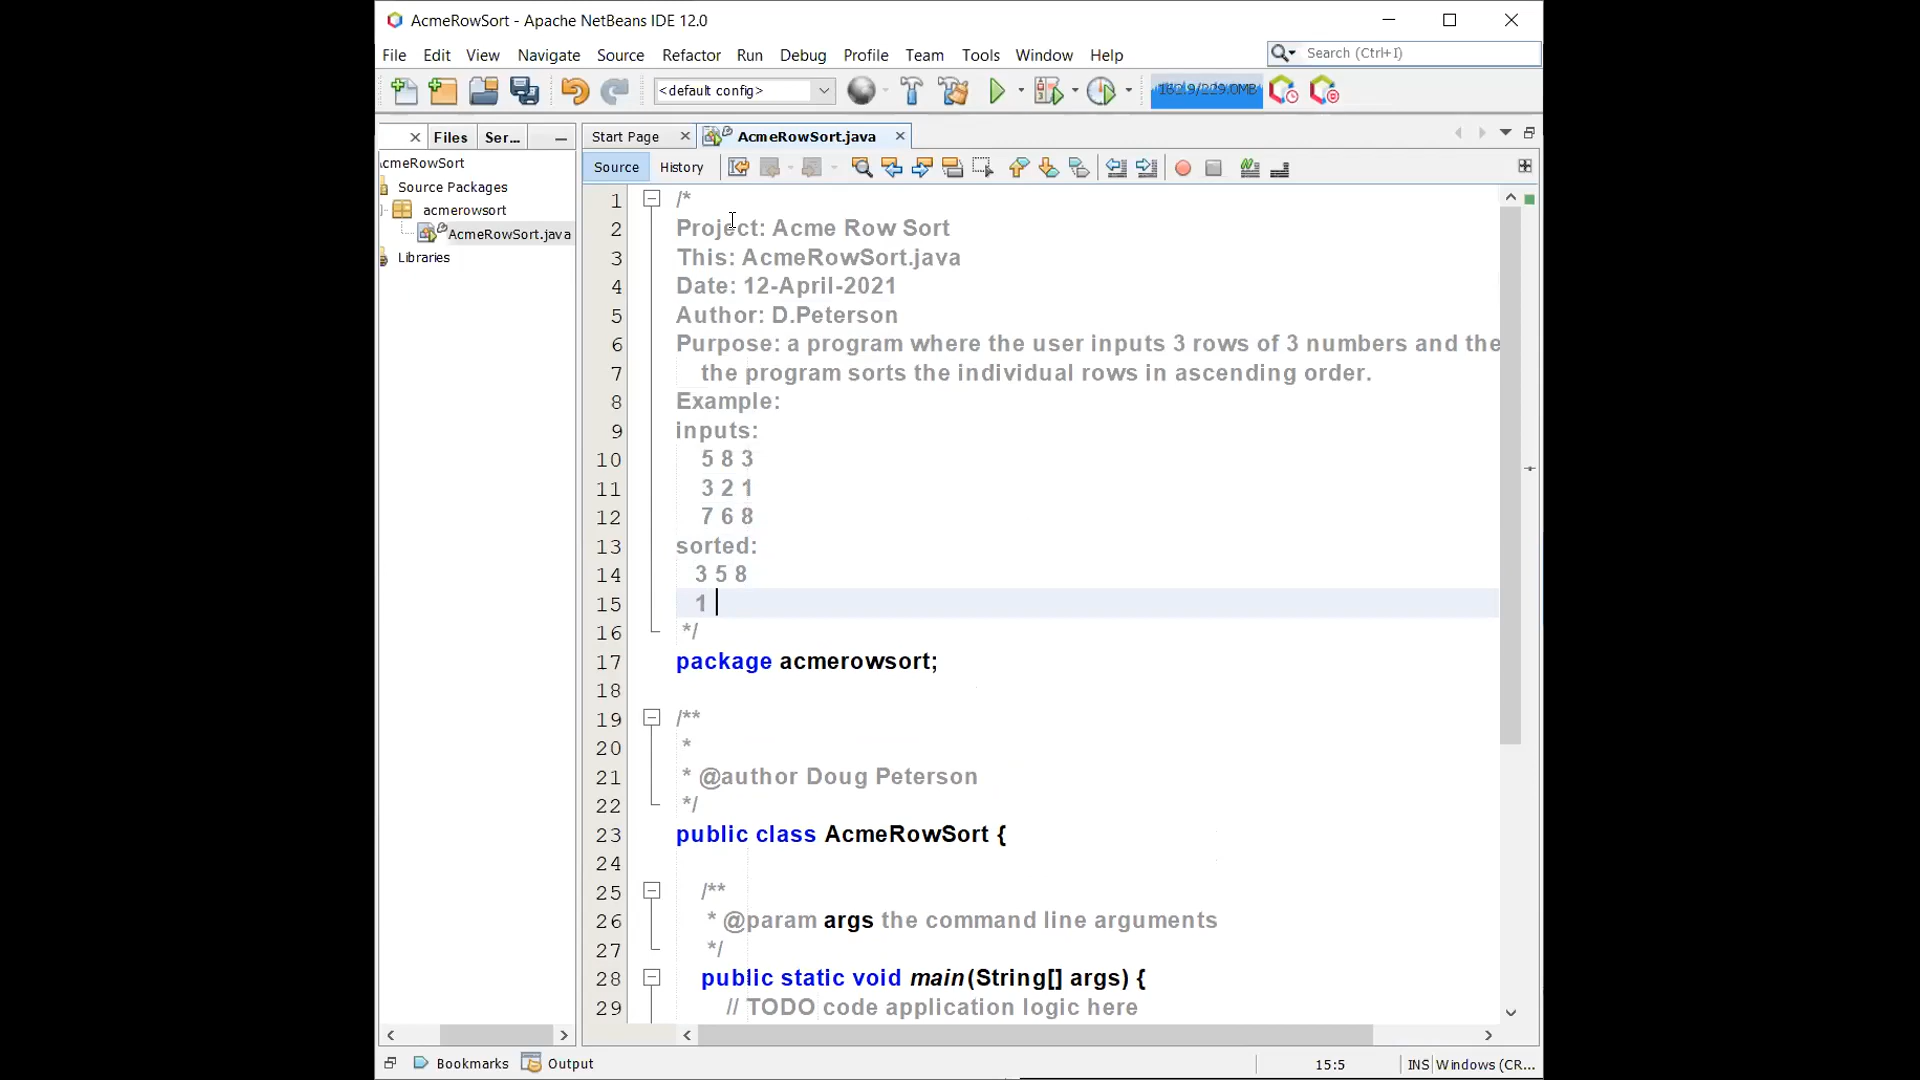 AcmeRowSort - Apache NetBeans IDE 12.0
File Edit View Navigate Source Refactor Run Debug Profile Team Tools Window Help
Search (Ctrl+I)
<default config>
162.9/229.0MB
Files Ser...
Start Page
AcmeRowSort.java
Source History
cmeRowSort
Source Packages
acmerowsort
AcmeRowSort.java
Libraries
1 /*
2 Project: Acme Row Sort
3 This: AcmeRowSort.java
4 Date: 12-April-2021
5 Author: D.Peterson
6 Purpose: a program where the user inputs 3 rows of 3 numbers and the
7 the program sorts the individual rows in ascending order.
8 Example:
9 inputs:
10 5 8 3
11 3 2 1
12 7 6 8
13 sorted:
14 3 5 8
15 1
16 */
17 package acmerowsort;
18
19 /**
20 *
21 * @author Doug Peterson
22 */
23 public class AcmeRowSort {
24
25 /**
26 * @param args the command line arguments
27 */
28 public static void main(String[] args) {
29 // TODO code application logic here
Bookmarks Output
15:5 INS Windows (CR...